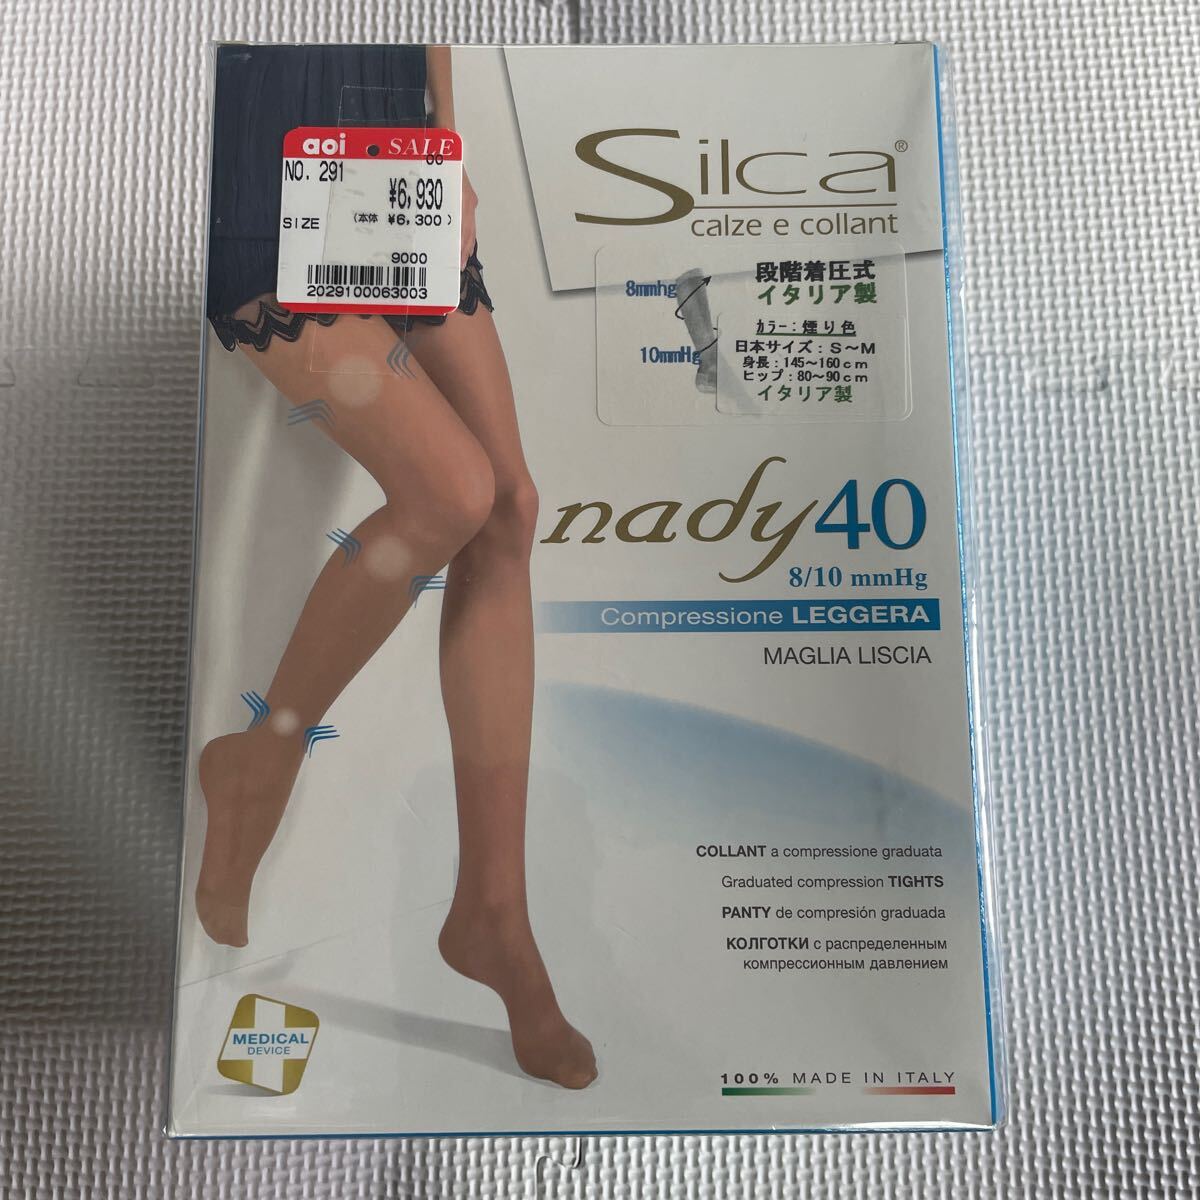 aoi ● SALE
00
NO. 291
¥6,930
(本体 ¥6,300)
SIZE
9000
2029100063003
Silca®
calze e collant
段階着圧式
イタリア製
8mmhg
10mmHg
カラー:煙り色
日本サイズ:S〜M
身長:145〜160cm
ヒップ:80〜90cm
イタリア製
nady40
8/10 mmHg
Compressione LEGGERA
MAGLIA LISCIA
COLLANT a compressione graduata
Graduated compression TIGHTS
PANTY de compresión graduada
КОЛГОТКИ с распределенным
компрессионным давлением
MEDICAL
DEVICE
100% MADE IN ITALY